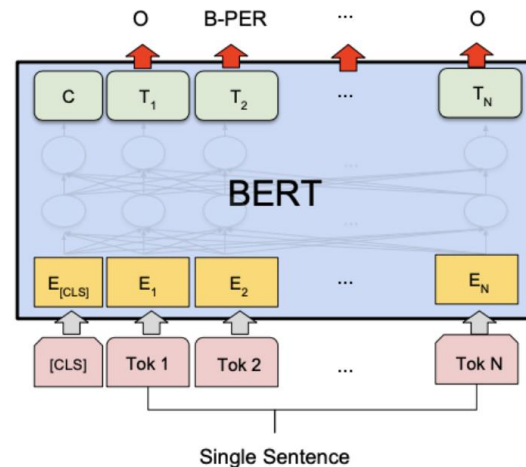 O B-PER ... O
C T1 T2 ... TN
...
BERT
...
E[CLS] E1 E2 ... EN
[CLS] Tok 1 Tok 2 ... Tok N
Single Sentence